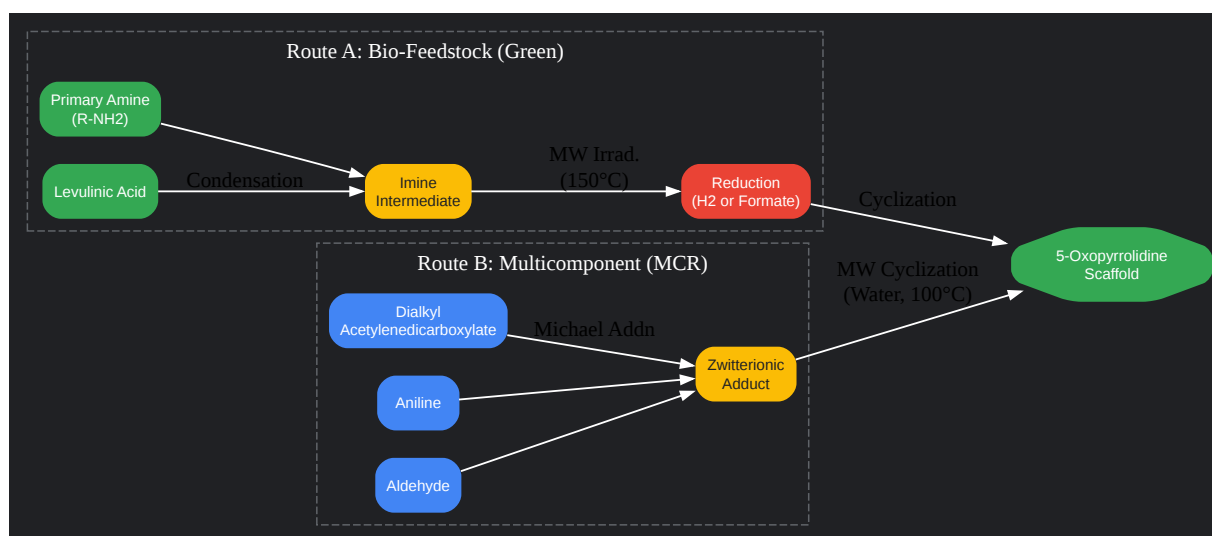 Route A: Bio-Feedstock (Green)
Primary Amine
(R-NH2)
Levulinic Acid
Condensation
Imine
Intermediate
MW Irrad.
(150°C)
Reduction
(H2 or Formate)
Cyclization
5-Oxopyrrolidine
Scaffold
Route B: Multicomponent (MCR)
Dialkyl
Acetylenedicarboxylate
Michael Addn
Aniline
Aldehyde
Zwitterionic
Adduct
MW Cyclization
(Water, 100°C)